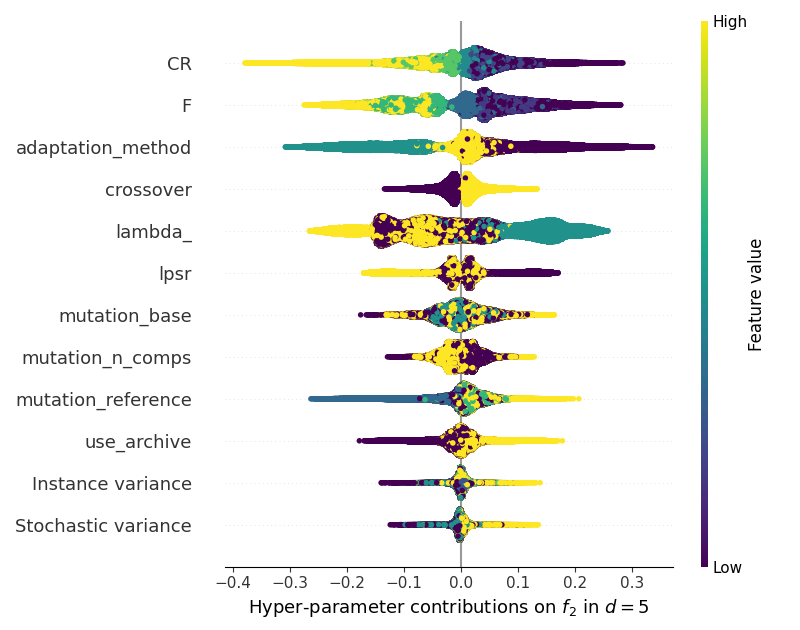 High
CR
F
adaptation_method
crossover
lambda_
lpsr
mutation_base
mutation_n_comps
mutation_reference
use_archive
Instance variance
Stochastic variance
Feature value
Low
−0.4 −0.3 −0.2 −0.1 0.0 0.1 0.2 0.3
Hyper-parameter contributions on f₂ in d = 5